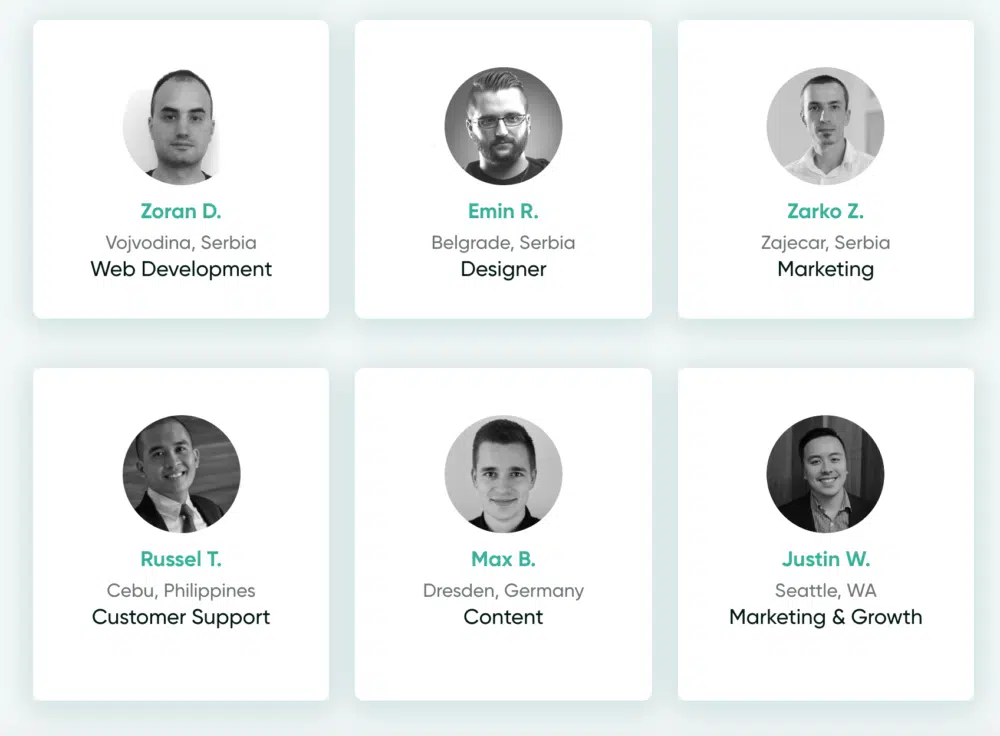 Zoran D.
Vojvodina, Serbia
Web Development
Emin R.
Belgrade, Serbia
Designer
Zarko Z.
Zajecar, Serbia
Marketing
Russel T.
Cebu, Philippines
Customer Support
Max B.
Dresden, Germany
Content
Justin W.
Seattle, WA
Marketing & Growth